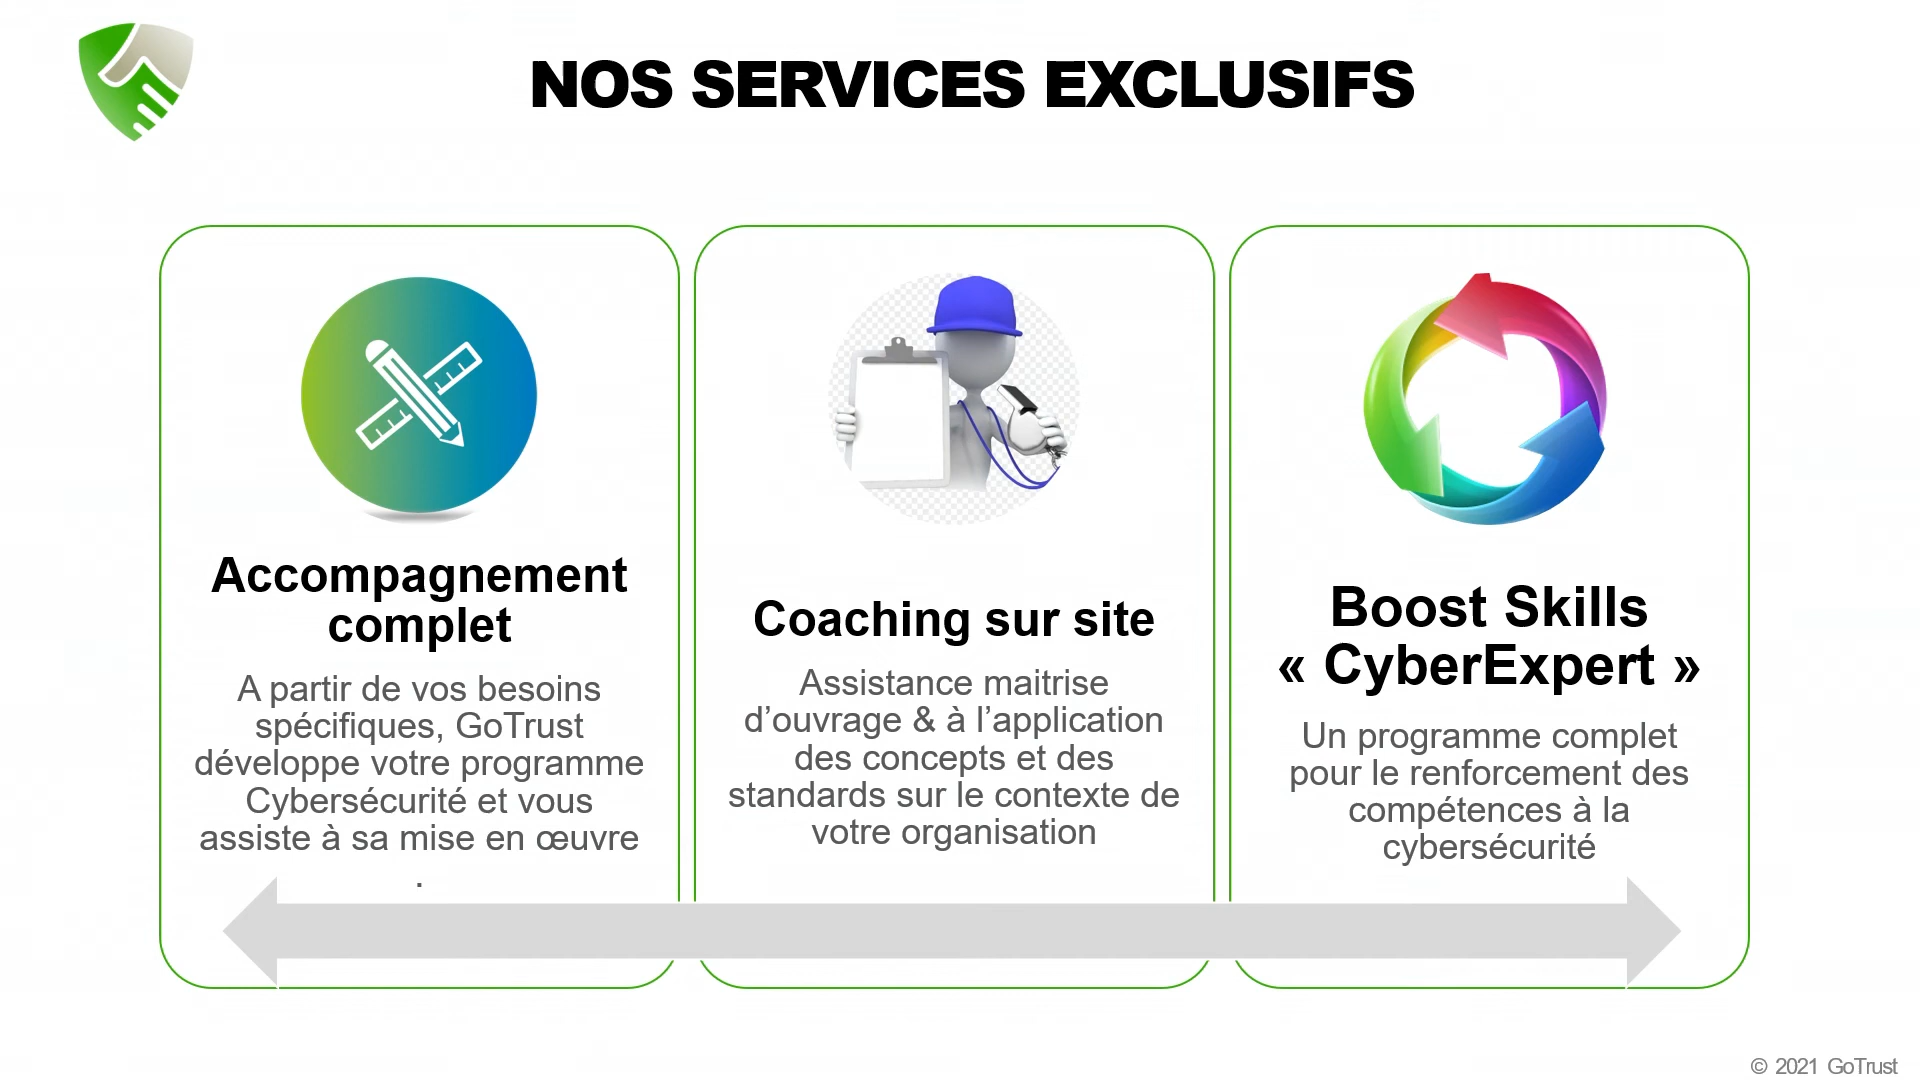 NOS SERVICES EXCLUSIFS
Accompagnement
complet
A partir de vos besoins
spécifiques, GoTrust
développe votre programme
Cybersécurité et vous
assiste à sa mise en œuvre
.
Coaching sur site
Assistance maitrise
d’ouvrage & à l’application
des concepts et des
standards sur le contexte de
votre organisation
Boost Skills
« CyberExpert »
Un programme complet
pour le renforcement des
compétences à la
cybersécurité
© 2021 GoTrust